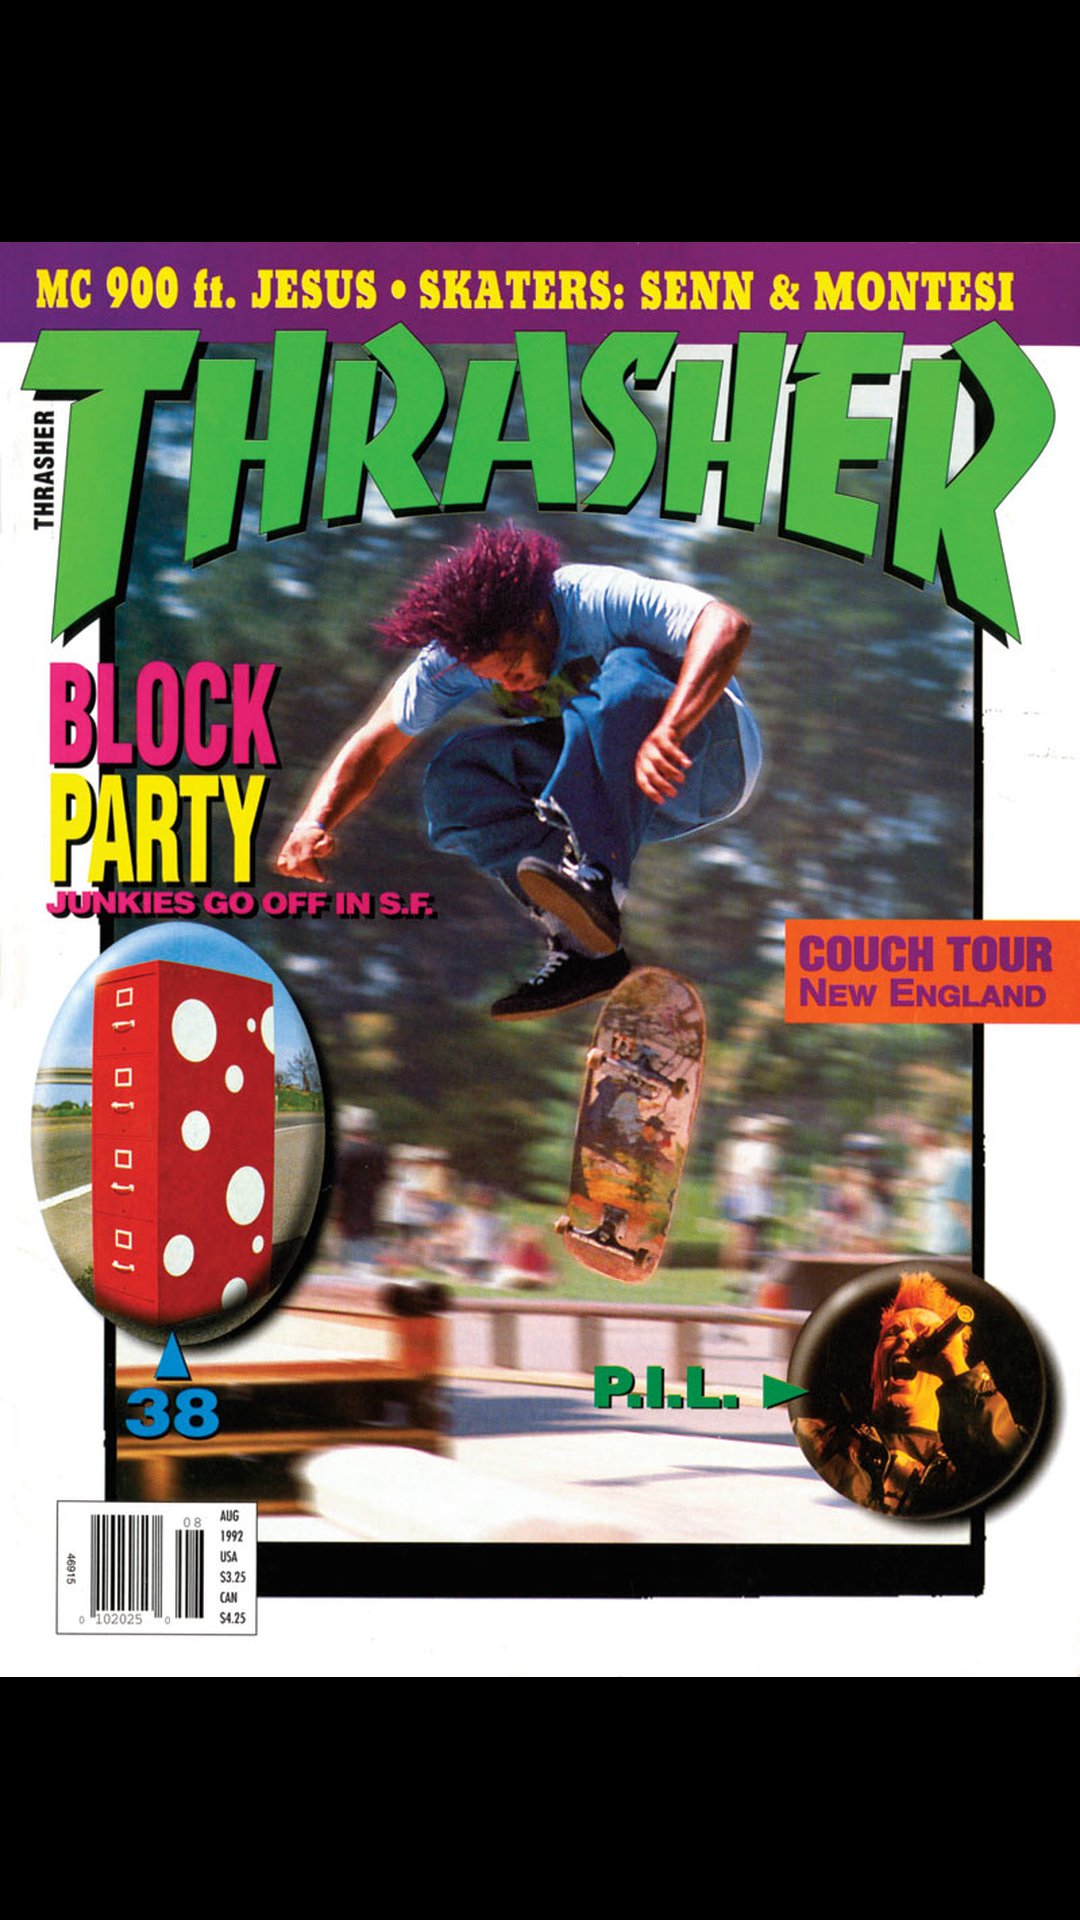 MC 900 ft. JESUS • SKATERS: SENN & MONTESI
THRASHER
THRASHER
BLOCK
PARTY
JUNKIES GO OFF IN S.F.
COUCH TOUR
NEW ENGLAND
38
P.I.L.
08
AUG
1992
USA
$3.25
CAN
$4.25
46915
0 102025 0